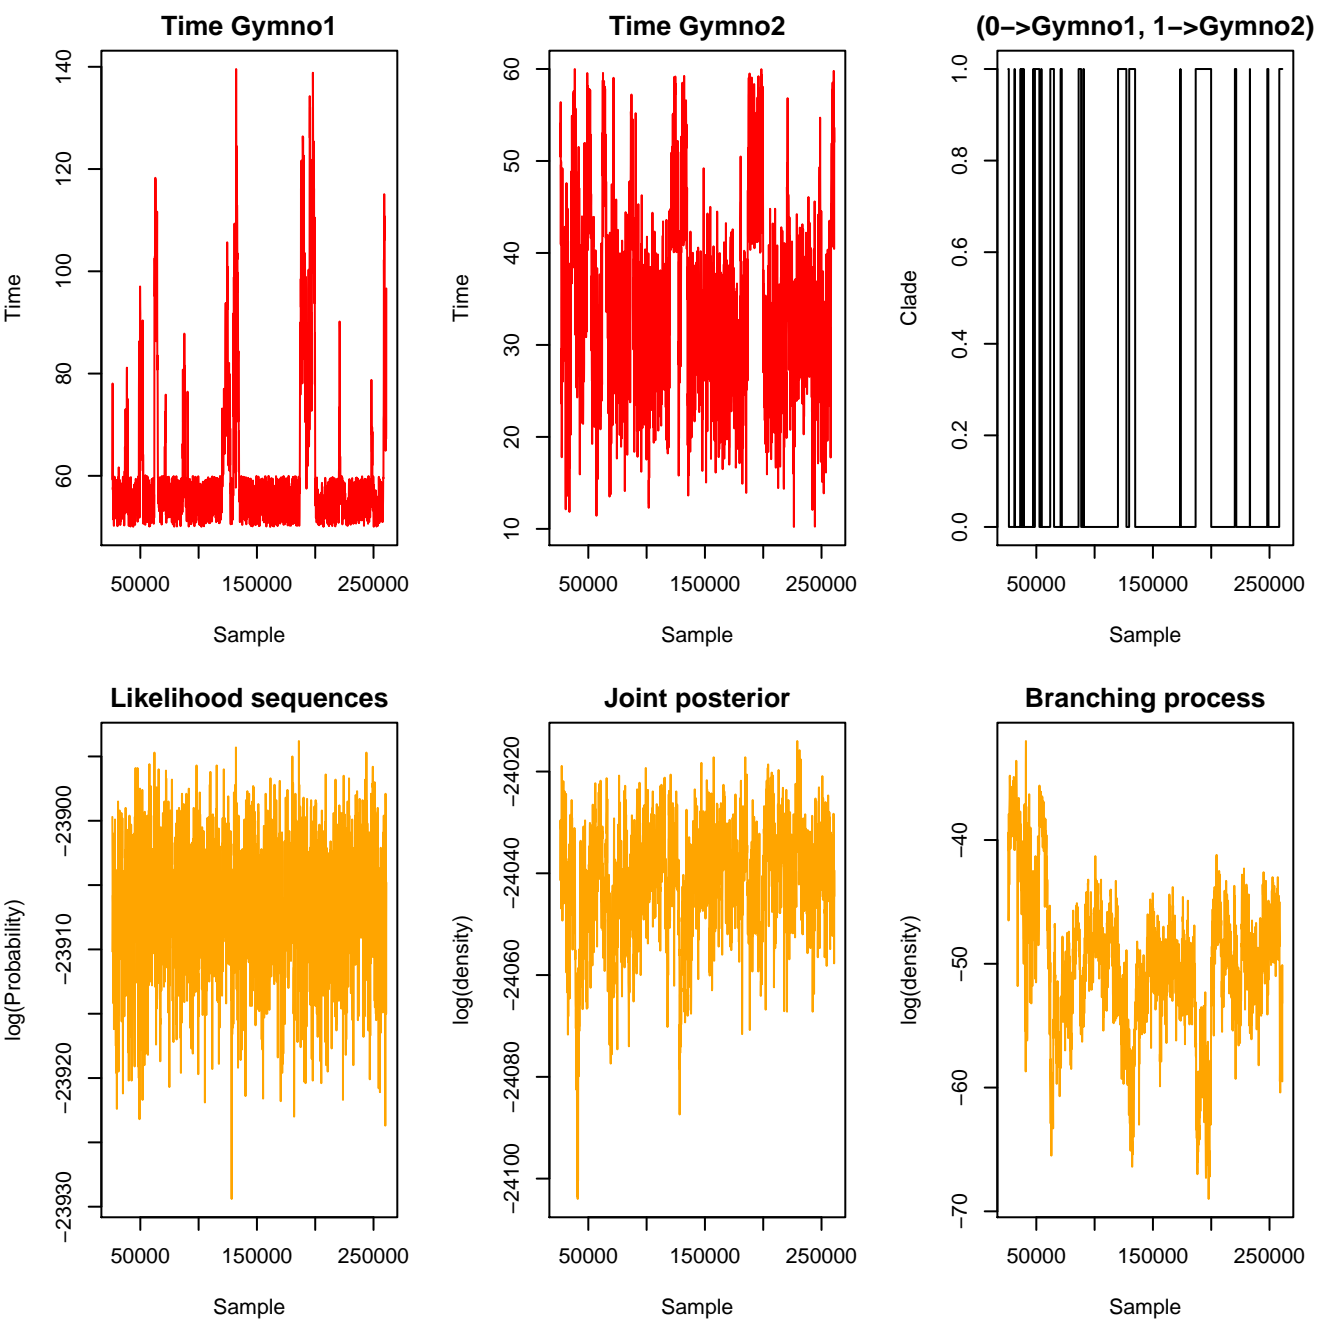 Time Gymno1 Time Gymno2 (0−>Gymno1, 1−>Gymno2)
Time
60 80 100 120 140
50000 150000 250000
Sample
Time
10 20 30 40 50 60
50000 150000 250000
Sample
Clade
0.0 0.2 0.4 0.6 0.8 1.0
50000 150000 250000
Sample
Likelihood sequences Joint posterior Branching process
log(Probability)
−23930 −23920 −23910 −23900
50000 150000 250000
Sample
log(density)
−24100 −24080 −24060 −24040 −24020
50000 150000 250000
Sample
log(density)
−70 −60 −50 −40
50000 150000 250000
Sample